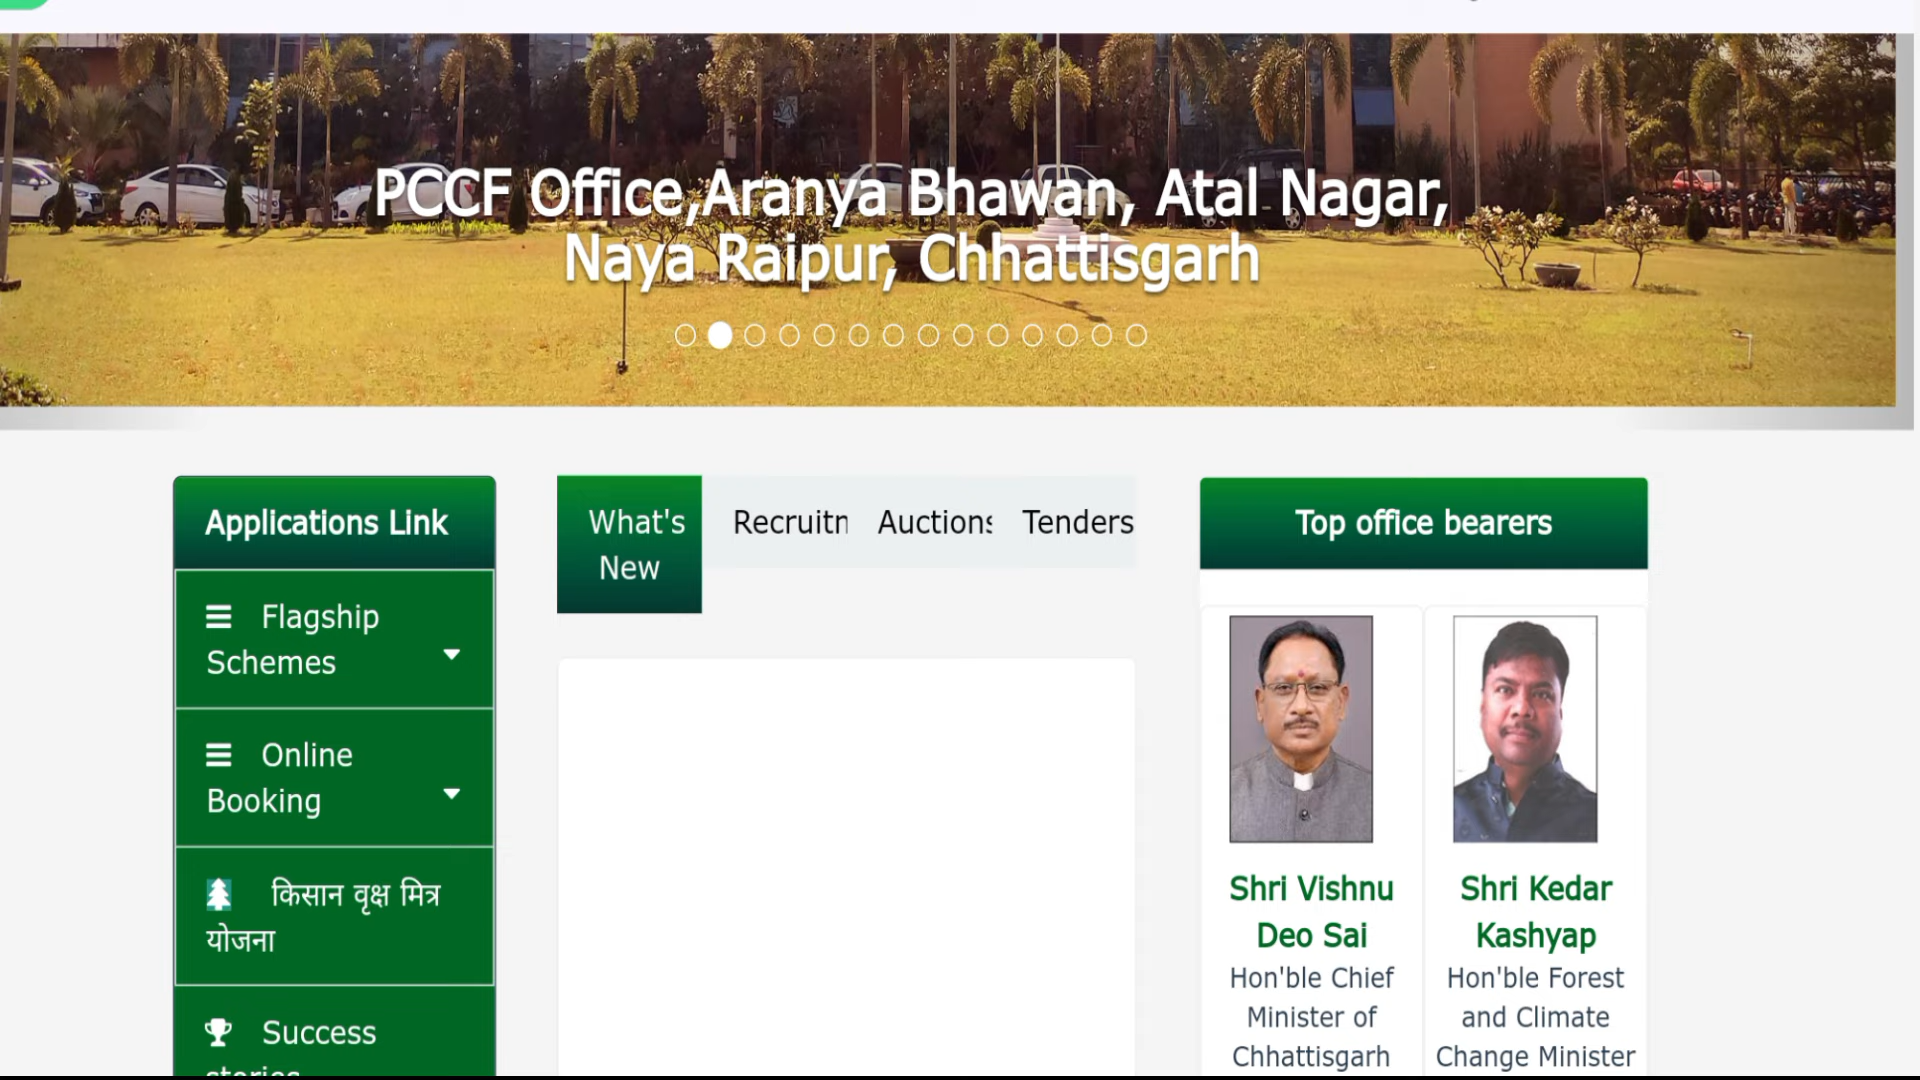 PCCF Office,Aranya Bhawan, Atal Nagar,
Naya Raipur, Chhattisgarh
Applications Link
Flagship
Schemes
Online
Booking
किसान वृक्ष मित्र
योजना
Success
stories
What's
New
Recruitn
Auctions
Tenders
Top office bearers
Shri Vishnu
Deo Sai
Hon'ble Chief
Minister of
Chhattisgarh
Shri Kedar
Kashyap
Hon'ble Forest
and Climate
Change Minister